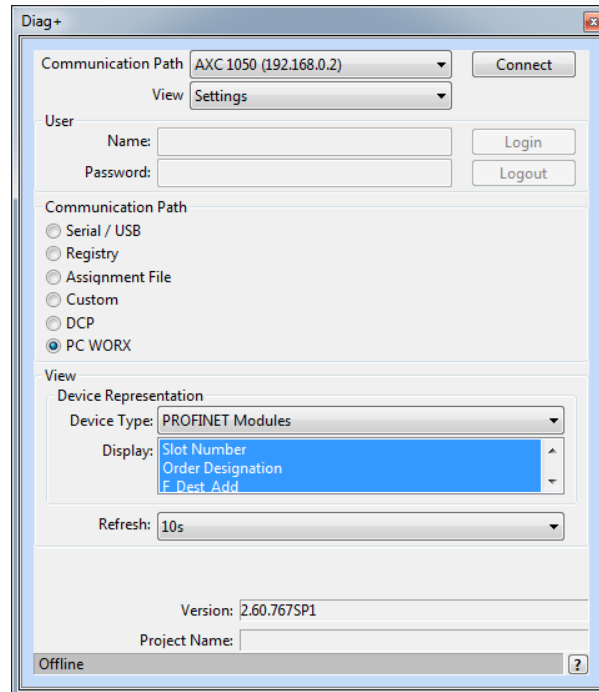 Diag+
Communication Path AXC 1050 (192.168.0.2) Connect
View Settings
User
Name: Login
Password: Logout
Communication Path
Serial / USB
Registry
Assignment File
Custom
DCP
PC WORX
View
Device Representation
Device Type: PROFINET Modules
Display: Slot Number
Order Designation
F_Dest_Add
Refresh: 10s
Version: 2.60.767SP1
Project Name:
Offline ?